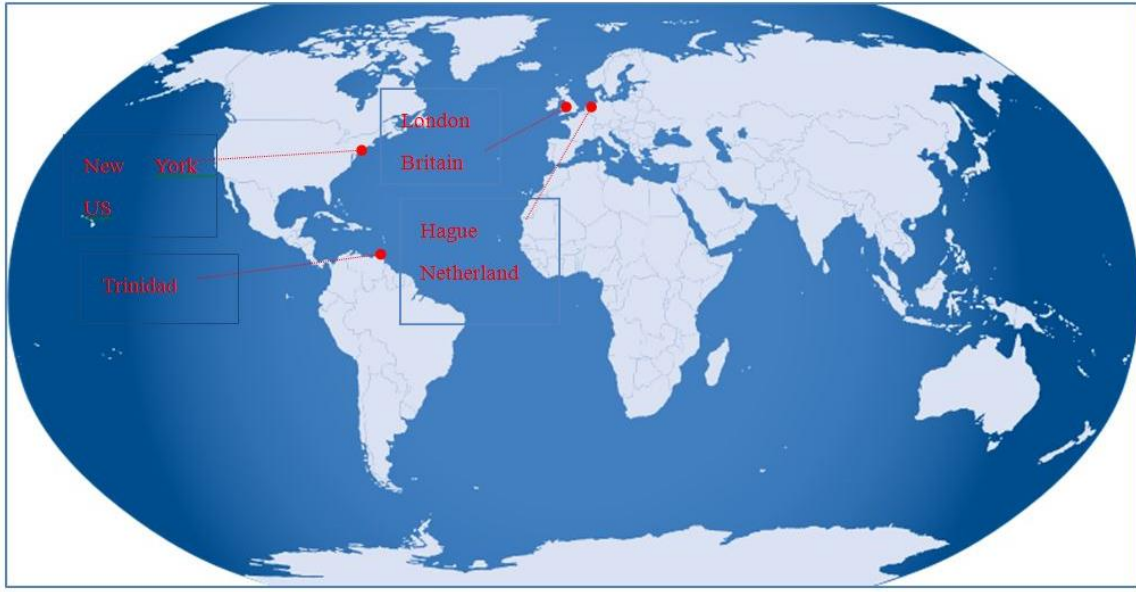 London
Britain
New York
US
Hague
Netherland
Trinidad